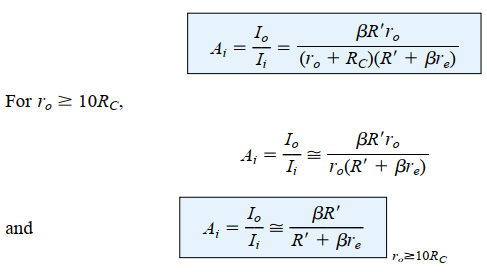 A_i = I_o / I_i = βR′r_o / (r_o + R_C)(R′ + βr_e)
For r_o ≥ 10R_C,
A_i = I_o / I_i ≅ βR′r_o / r_o(R′ + βr_e)
and A_i = I_o / I_i ≅ βR′ / R′ + βr_e r_o≥10R_C